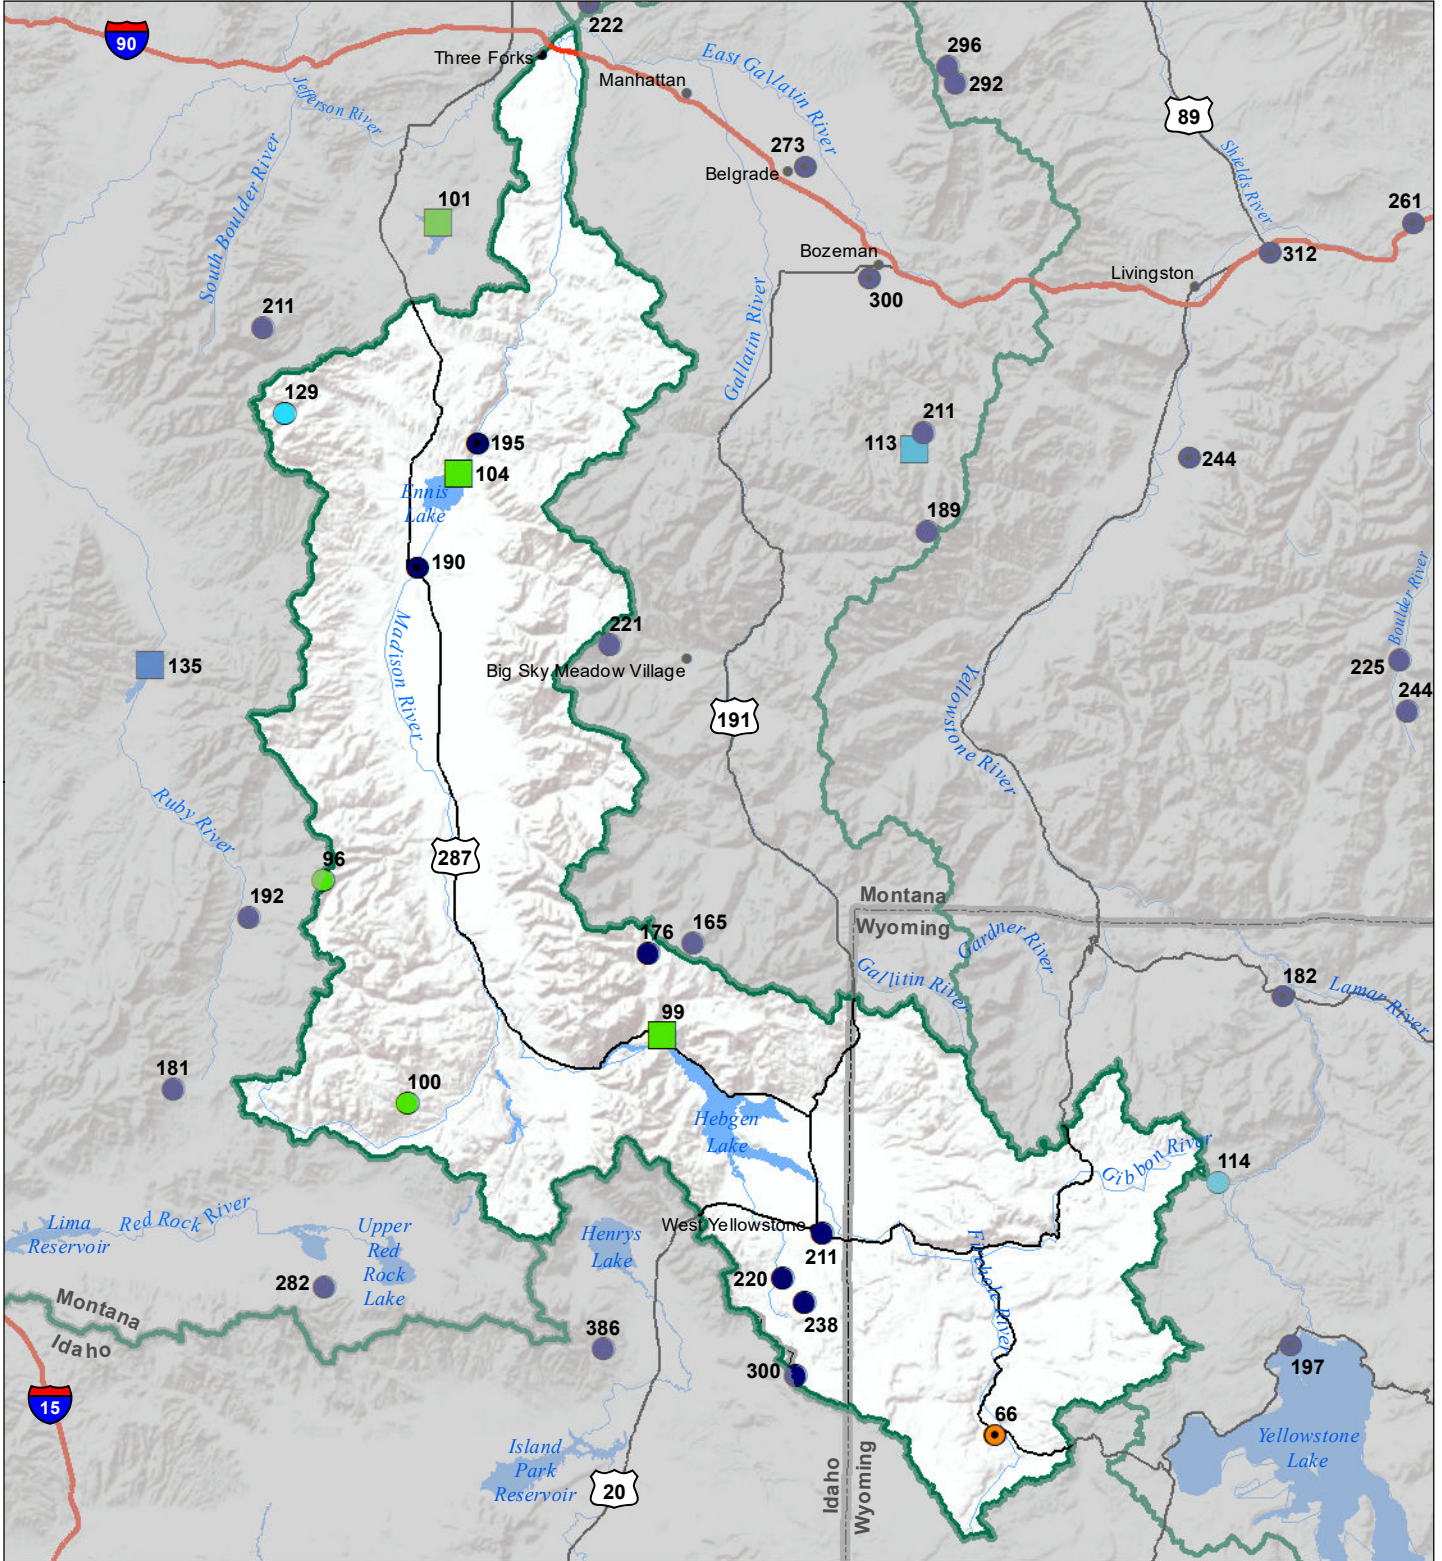 222
90
Three Forks
Manhattan
East Gallatin River
296
292
89
Jefferson River
South Boulder River
273
Belgrade
Shields River
101
261
Bozeman
312
300
Livingston
Gallatin River
211
129
195
104
Ennis
Lake
211
113
244
189
190
Madison River
221
Big Sky Meadow Village
135
191
Boulder River
225
244
Yellowstone River
Ruby River
287
96
192
Montana
Wyoming
176
165
Gardner River
Gallitin River
182
Lamar River
99
181
100
Hebgen
Lake
Gibbon River
114
Lima
Reservoir
Red Rock River
Upper
Red
Rock
Lake
Henrys
Lake
West Yellowstone
211
Firehole River
282
220
238
Montana
Idaho
386
300
197
15
66
Yellowstone
Lake
Island
Park
Reservoir
20
Idaho
Wyoming